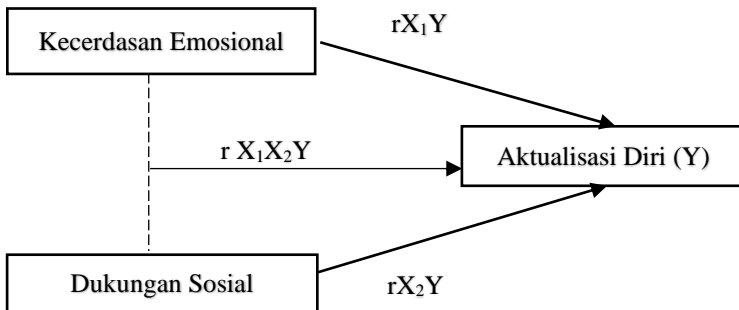 Kecerdasan Emosional
rX₁Y
r X₁X₂Y
Aktualisasi Diri (Y)
Dukungan Sosial
rX₂Y